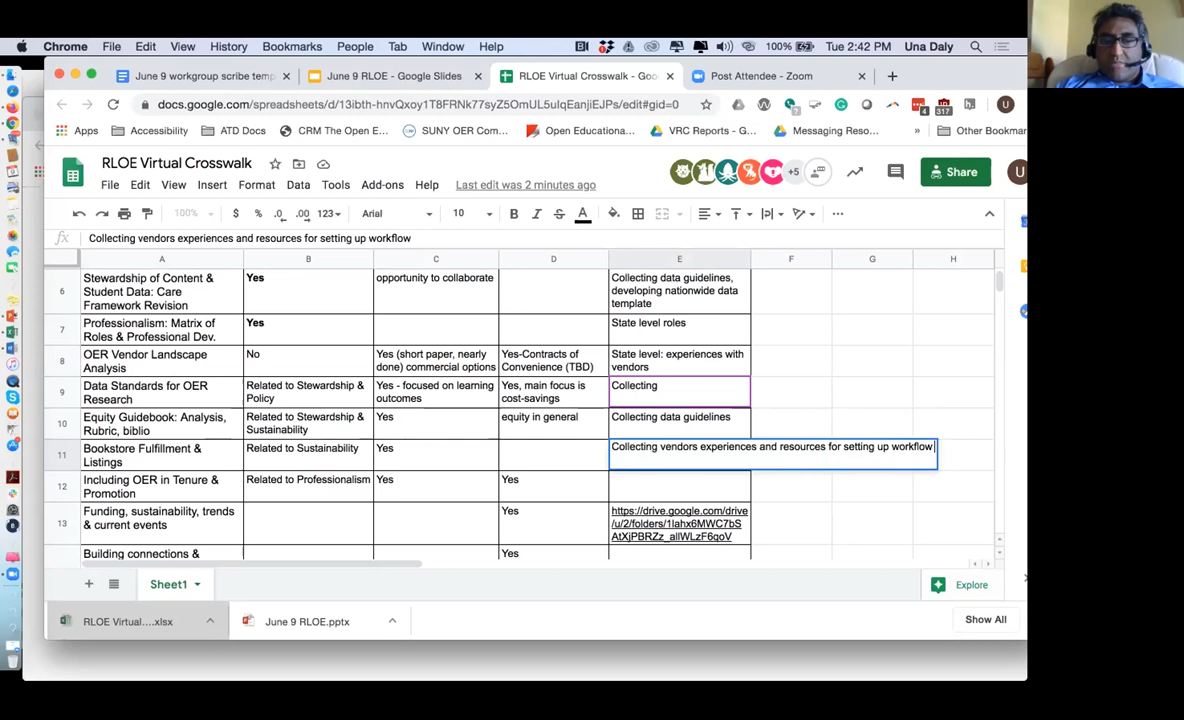 Chrome File Edit View History Bookmarks People Tab Window Help 100% Tue 2:42 PM Una Daly
June 9 workgroup scribe temp × June 9 RLOE - Google Slides × RLOE Virtual Crosswalk - Goo × Post Attendee - Zoom × +
docs.google.com/spreadsheets/d/13ibth-hnvQxoy1T8FRNk77syZ5OmUL5uIqEanjiEJPs/edit#gid=0 317 U
Apps Accessibility ATD Docs CRM The Open E... SUNY OER Com... Open Educationa... VRC Reports - G... Messaging Reso... » Other Bookmar
RLOE Virtual Crosswalk
+5 Share U
File Edit View Insert Format Data Tools Add-ons Help Last edit was 2 minutes ago
100% $ % .0 .00 123 Arial 10 B I S A
fx Collecting vendors experiences and resources for setting up workflow
A B C D E F G H
6 Stewardship of Content & Yes opportunity to collaborate Collecting data guidelines,
Student Data: Care developing nationwide data
Framework Revision template
7 Professionalism: Matrix of Yes State level roles
Roles & Professional Dev.
8 OER Vendor Landscape No Yes (short paper, nearly Yes-Contracts of State level: experiences with
Analysis done) commercial options Convenience (TBD) vendors
9 Data Standards for OER Related to Stewardship & Yes - focused on learning Yes, main focus is Collecting
Research Policy outcomes cost-savings
10 Equity Guidebook: Analysis, Related to Stewardship & Yes equity in general Collecting data guidelines
Rubric, biblio Sustainability
11 Bookstore Fulfillment & Related to Sustainability Yes Collecting vendors experiences and resources for setting up workflow
Listings
12 Including OER in Tenure & Related to Professionalism Yes Yes
Promotion
13 Funding, sustainability, trends Yes https://drive.google.com/drive
& current events /u/2/folders/1lahx6MWC7bS
AtXjPBRZz_allWLzF6qoV
Building connections & Yes
+ Sheet1 Explore
RLOE Virtual....xlsx June 9 RLOE.pptx Show All